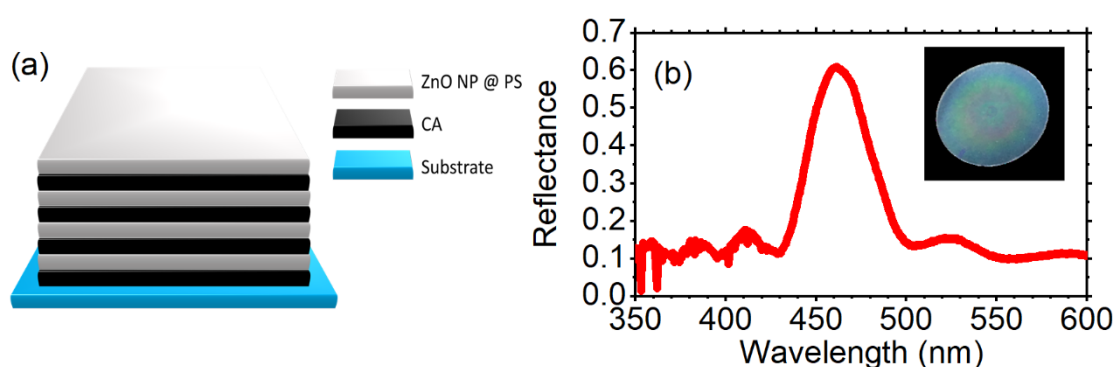 (a)
ZnO NP @ PS
CA
Substrate
(b)
Reflectance
0.7
0.6
0.5
0.4
0.3
0.2
0.1
0.0
350 400 450 500 550 600
Wavelength (nm)